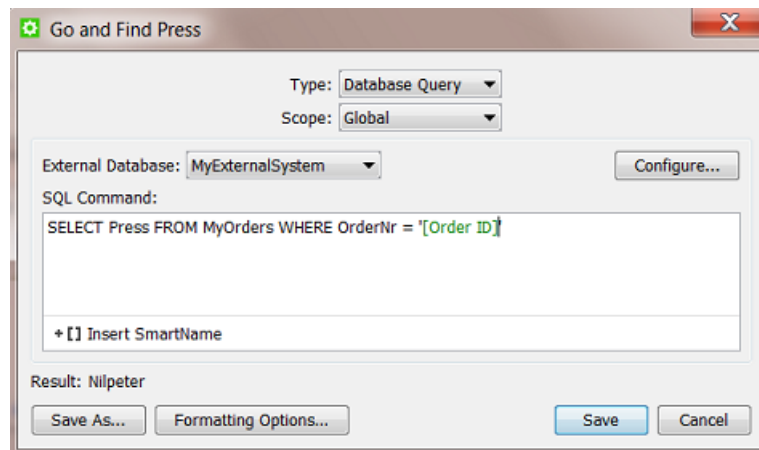 Go and Find Press
Type: Database Query
Scope: Global
External Database: MyExternalSystem Configure...
SQL Command:
SELECT Press FROM MyOrders WHERE OrderNr = '[Order ID]'
+ [] Insert SmartName
Result: Nilpeter
Save As... Formatting Options... Save Cancel